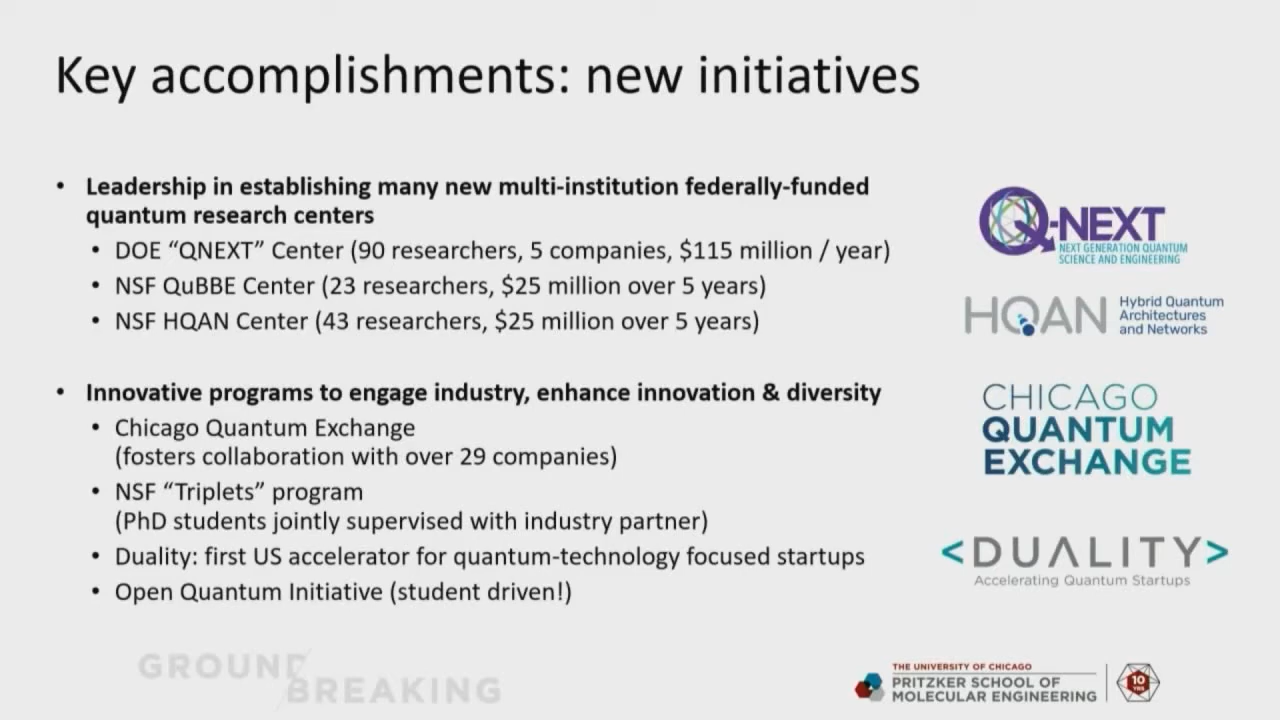 Key accomplishments: new initiatives
• Leadership in establishing many new multi-institution federally-funded
quantum research centers
• DOE “QNEXT” Center (90 researchers, 5 companies, $115 million / year)
• NSF QuBBE Center (23 researchers, $25 million over 5 years)
• NSF HQAN Center (43 researchers, $25 million over 5 years)
• Innovative programs to engage industry, enhance innovation & diversity
• Chicago Quantum Exchange
(fosters collaboration with over 29 companies)
• NSF “Triplets” program
(PhD students jointly supervised with industry partner)
• Duality: first US accelerator for quantum-technology focused startups
• Open Quantum Initiative (student driven!)
Q-NEXT
NEXT GENERATION QUANTUM
SCIENCE AND ENGINEERING
HQAN
Hybrid Quantum
Architectures
and Networks
CHICAGO
QUANTUM
EXCHANGE
<DUALITY>
Accelerating Quantum Startups
GROUND
BREAKING
THE UNIVERSITY OF CHICAGO
PRITZKER SCHOOL OF
MOLECULAR ENGINEERING
10
YRS